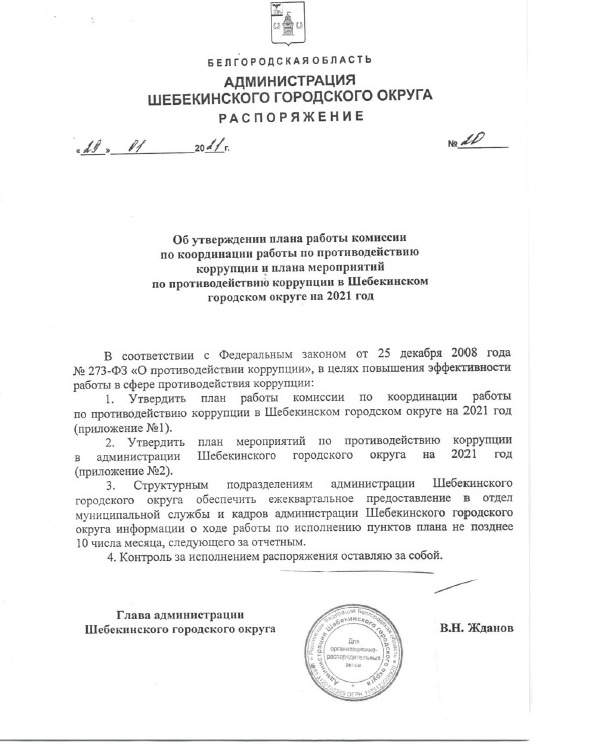 БЕЛГОРОДСКАЯ ОБЛАСТЬ
АДМИНИСТРАЦИЯ
ШЕБЕКИНСКОГО ГОРОДСКОГО ОКРУГА
РАСПОРЯЖЕНИЕ
« 29 » 01 2021 г. № 20
Об утверждении плана работы комиссии
по координации работы по противодействию
коррупции и плана мероприятий
по противодействию коррупции в Шебекинском
городском округе на 2021 год
В соответствии с Федеральным законом от 25 декабря 2008 года
№ 273-ФЗ «О противодействии коррупции», в целях повышения эффективности
работы в сфере противодействия коррупции:
1. Утвердить план работы комиссии по координации работы
по противодействию коррупции в Шебекинском городском округе на 2021 год
(приложение №1).
2. Утвердить план мероприятий по противодействию коррупции
в администрации Шебекинского городского округа на 2021 год
(приложение №2).
3. Структурным подразделениям администрации Шебекинского
городского округа обеспечить ежеквартальное предоставление в отдел
муниципальной службы и кадров администрации Шебекинского городского
округа информации о ходе работы по исполнению пунктов плана не позднее
10 числа месяца, следующего за отчетным.
4. Контроль за исполнением распоряжения оставляю за собой.
Глава администрации
Шебекинского городского округа
В.Н. Жданов
Для
организационно-
распорядительных
актов
Администрация Шебекинского городского округа